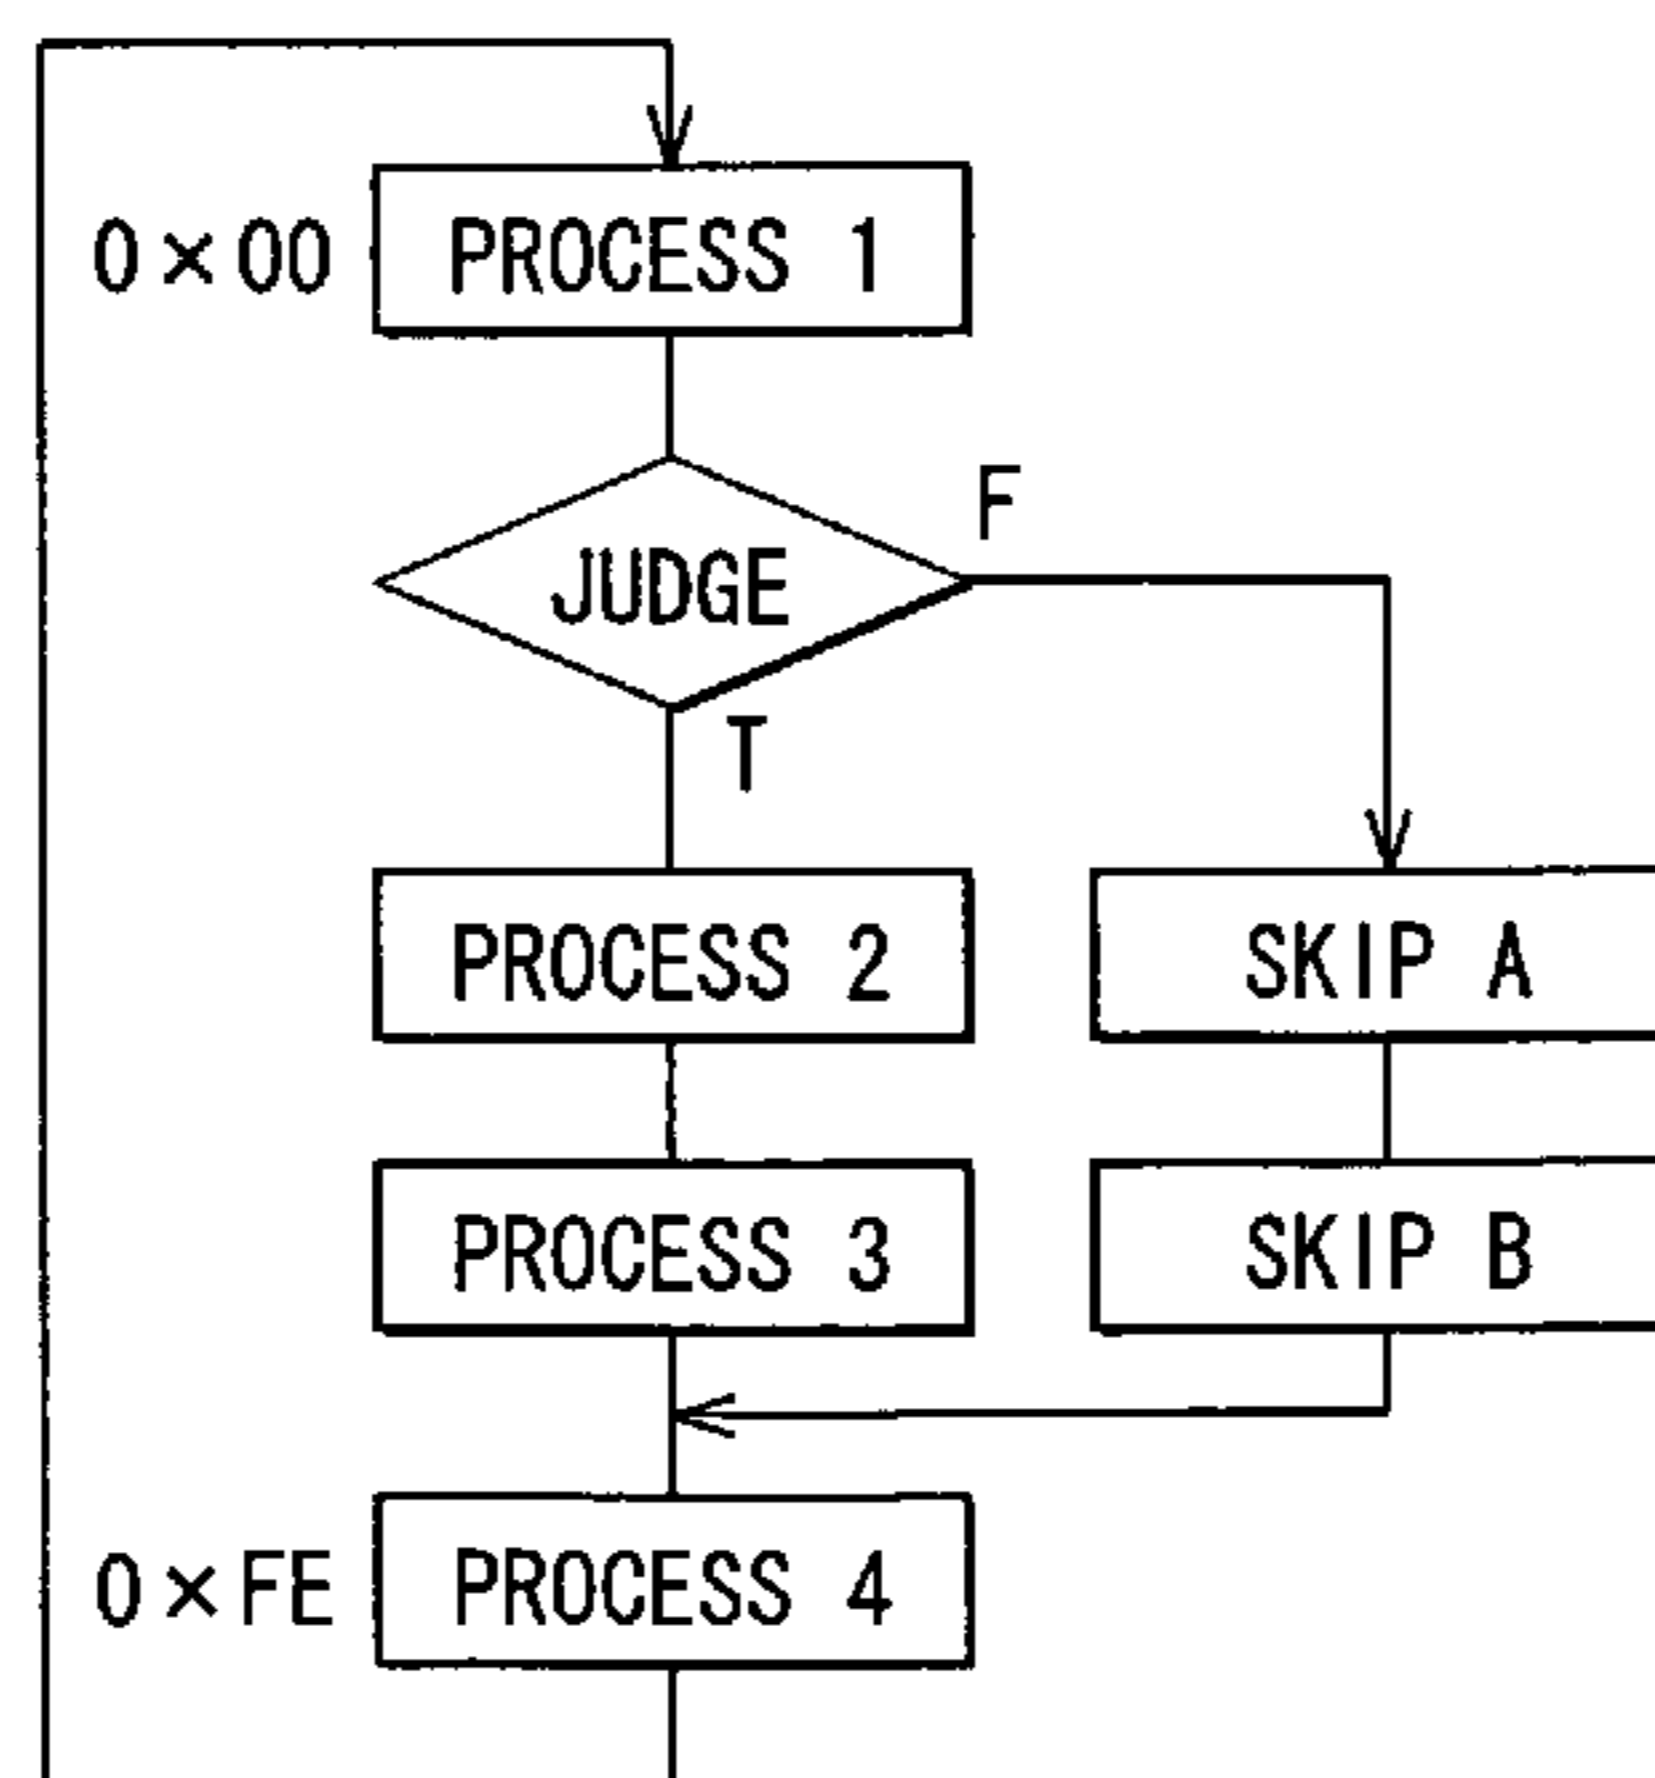 0×00 PROCESS 1
F
JUDGE
T
PROCESS 2 SKIP A
PROCESS 3 SKIP B
0×FE PROCESS 4